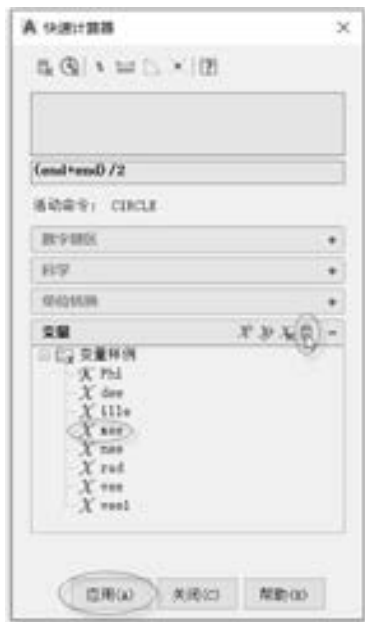 快速计算器
(end+end)/2
活动命令： CIRCLE
数字键区
科学
单位转换
变量
变量样例
Phi
dee
ille
mee
nee
rad
vee
vee1
应用(A) 关闭(C) 帮助(H)